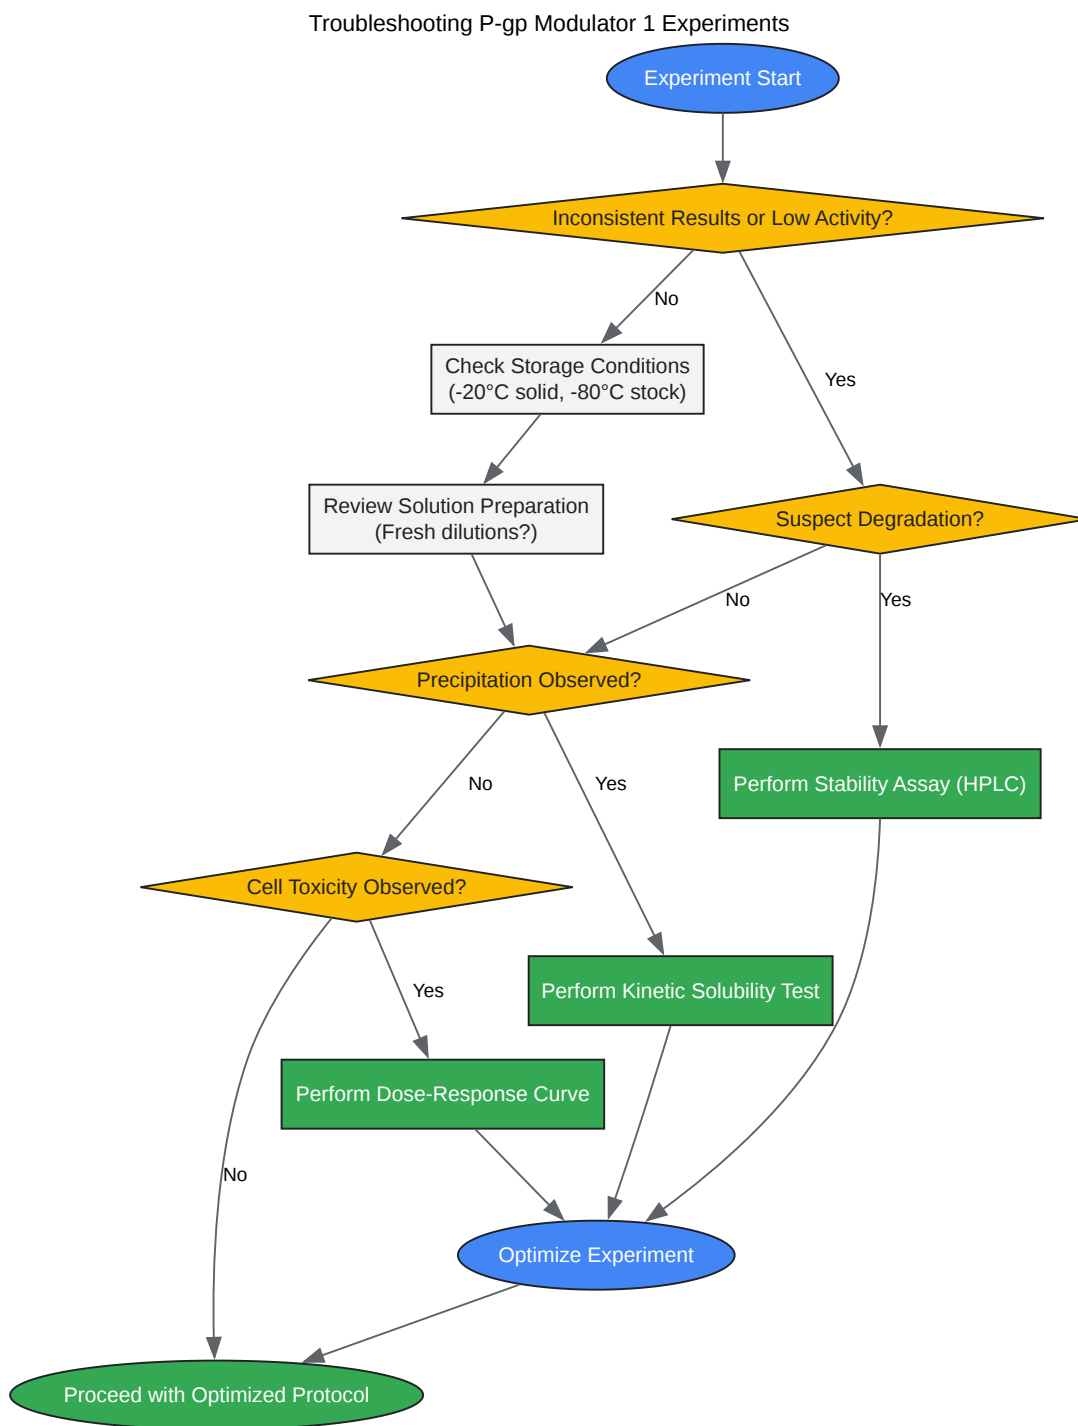 Troubleshooting P-gp Modulator 1 Experiments
Experiment Start
Inconsistent Results or Low Activity?
No
Check Storage Conditions
(-20°C solid, -80°C stock)
Yes
Review Solution Preparation
(Fresh dilutions?)
Suspect Degradation?
No
Yes
Precipitation Observed?
No
Yes
Perform Stability Assay (HPLC)
Cell Toxicity Observed?
Yes
Perform Kinetic Solubility Test
Perform Dose-Response Curve
No
Optimize Experiment
Proceed with Optimized Protocol